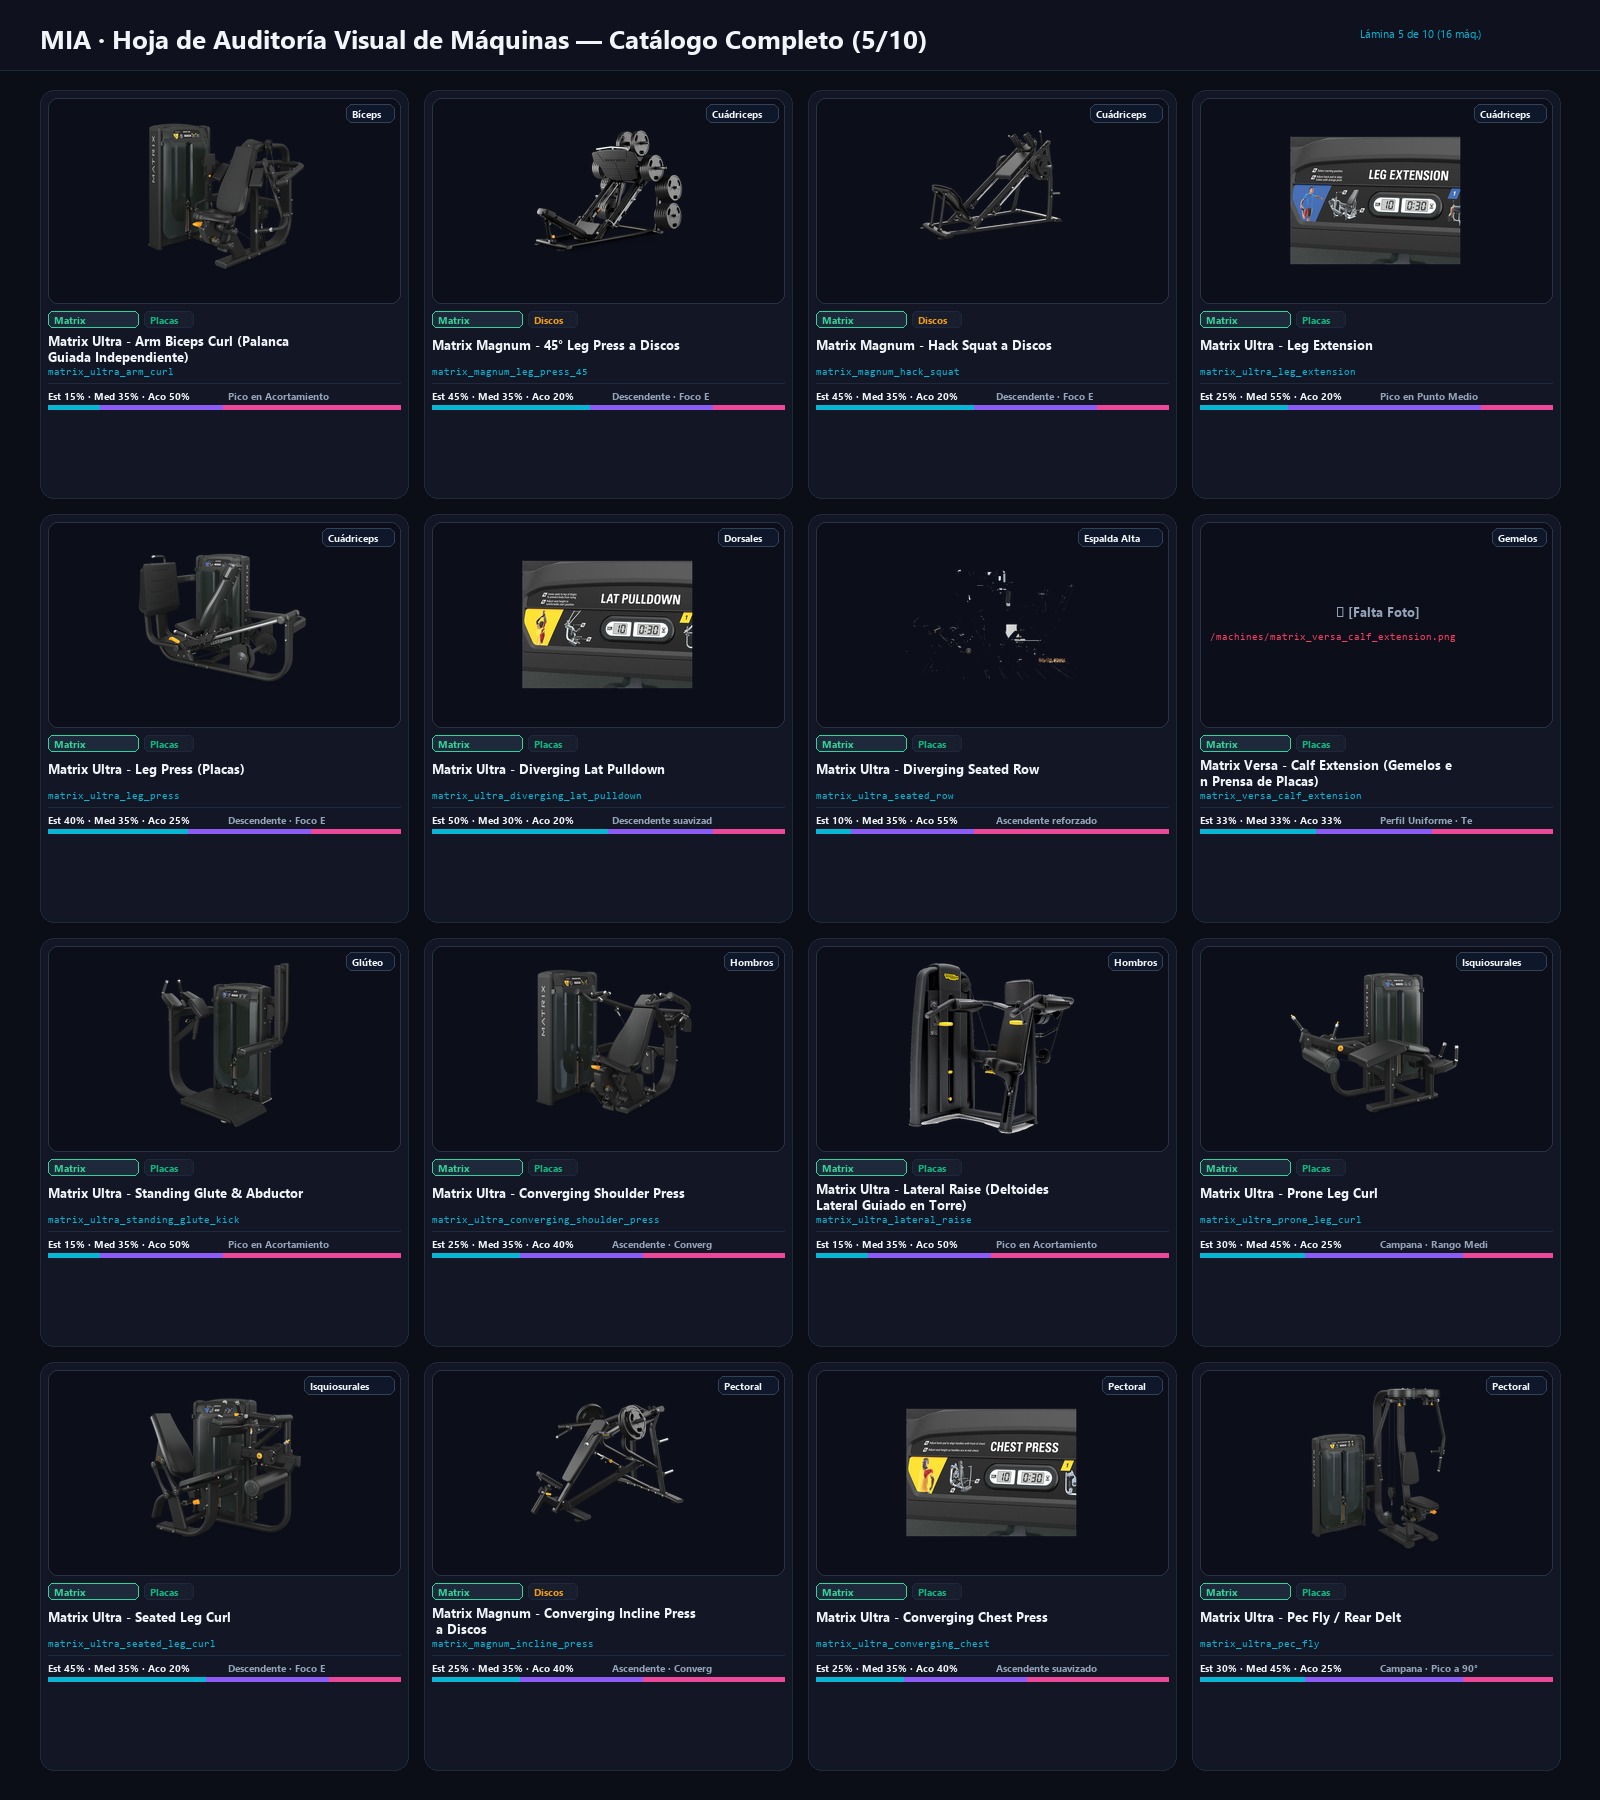 MIA · Hoja de Auditoría Visual de Máquinas — Catálogo Completo (5/10)
Lámina 5 de 10 (16 máq.)
Bíceps
MATRIX
Matrix
Placas
Matrix Ultra - Arm Biceps Curl (Palanca
Guiada Independiente)
matrix_ultra_arm_curl
Est 15% · Med 35% · Aco 50%
Pico en Acortamiento
Cuádriceps
Matrix
Discos
Matrix Magnum - 45° Leg Press a Discos
matrix_magnum_leg_press_45
Est 45% · Med 35% · Aco 20%
Descendente · Foco E
Cuádriceps
Matrix
Discos
Matrix Magnum - Hack Squat a Discos
matrix_magnum_hack_squat
Est 45% · Med 35% · Aco 20%
Descendente · Foco E
Cuádriceps
LEG EXTENSION
10
0:30
Matrix
Placas
Matrix Ultra - Leg Extension
matrix_ultra_leg_extension
Est 25% · Med 55% · Aco 20%
Pico en Punto Medio
Cuádriceps
Matrix
Placas
Matrix Ultra - Leg Press (Placas)
matrix_ultra_leg_press
Est 40% · Med 35% · Aco 25%
Descendente · Foco E
Dorsales
LAT PULLDOWN
10
0:30
1
Matrix
Placas
Matrix Ultra - Diverging Lat Pulldown
matrix_ultra_diverging_lat_pulldown
Est 50% · Med 30% · Aco 20%
Descendente suavizad
Espalda Alta
Matrix
Placas
Matrix Ultra - Diverging Seated Row
matrix_ultra_seated_row
Est 10% · Med 35% · Aco 55%
Ascendente reforzado
Gemelos
[Falta Foto]
/machines/matrix_versa_calf_extension.png
Matrix
Placas
Matrix Versa - Calf Extension (Gemelos e
n Prensa de Placas)
matrix_versa_calf_extension
Est 33% · Med 33% · Aco 33%
Perfil Uniforme · Te
Glúteo
Matrix
Placas
Matrix Ultra - Standing Glute & Abductor
matrix_ultra_standing_glute_kick
Est 15% · Med 35% · Aco 50%
Pico en Acortamiento
Hombros
MATRIX
Matrix
Placas
Matrix Ultra - Converging Shoulder Press
matrix_ultra_converging_shoulder_press
Est 25% · Med 35% · Aco 40%
Ascendente · Converg
Hombros
Matrix
Placas
Matrix Ultra - Lateral Raise (Deltoides
Lateral Guiado en Torre)
matrix_ultra_lateral_raise
Est 15% · Med 35% · Aco 50%
Pico en Acortamiento
Isquiosurales
MATRIX
Matrix
Placas
Matrix Ultra - Prone Leg Curl
matrix_ultra_prone_leg_curl
Est 30% · Med 45% · Aco 25%
Campana · Rango Medi
Isquiosurales
Matrix
Placas
Matrix Ultra - Seated Leg Curl
matrix_ultra_seated_leg_curl
Est 45% · Med 35% · Aco 20%
Descendente · Foco E
Pectoral
Matrix
Discos
Matrix Magnum - Converging Incline Press
a Discos
matrix_magnum_incline_press
Est 25% · Med 35% · Aco 40%
Ascendente · Converg
Pectoral
CHEST PRESS
10
0:30
1
Matrix
Placas
Matrix Ultra - Converging Chest Press
matrix_ultra_converging_chest
Est 25% · Med 35% · Aco 40%
Ascendente suavizado
Pectoral
Matrix
Placas
Matrix Ultra - Pec Fly / Rear Delt
matrix_ultra_pec_fly
Est 30% · Med 45% · Aco 25%
Campana · Pico a 90°